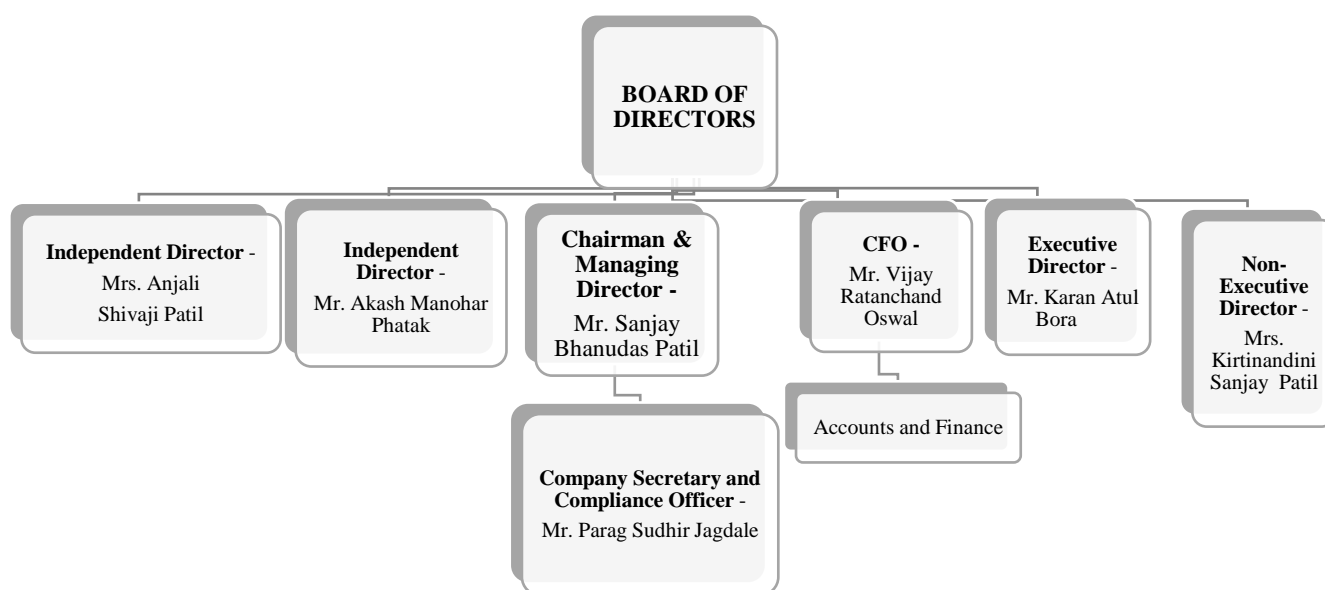 BOARD OF
DIRECTORS
Independent Director -
Mrs. Anjali
Shivaji Patil
Independent
Director -
Mr. Akash Manohar
Phatak
Chairman &
Managing
Director -
Mr. Sanjay
Bhanudas Patil
CFO -
Mr. Vijay
Ratanchand
Oswal
Executive
Director -
Mr. Karan Atul
Bora
Non-
Executive
Director -
Mrs.
Kirtinandini
Sanjay Patil
Company Secretary and
Compliance Officer -
Mr. Parag Sudhir Jagdale
Accounts and Finance